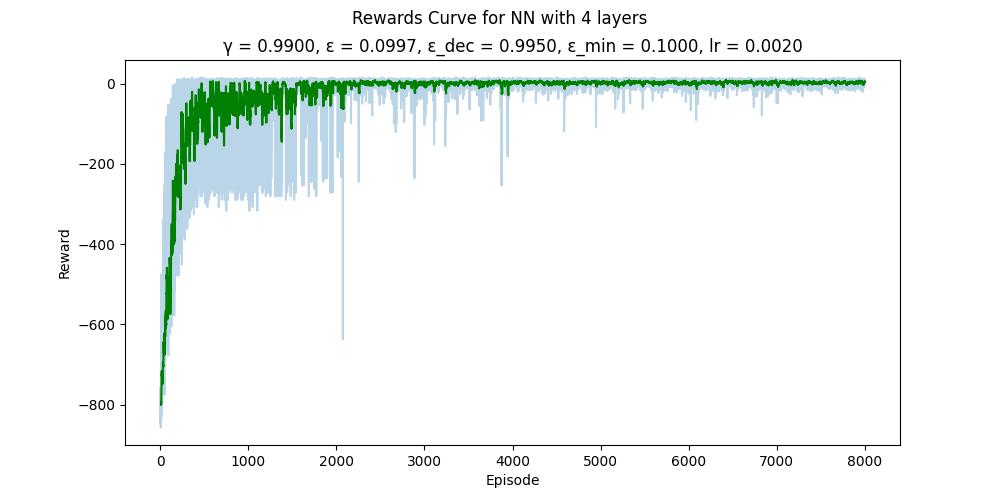 Rewards Curve for NN with 4 layers
γ = 0.9900, ε = 0.0997, ε_dec = 0.9950, ε_min = 0.1000, lr = 0.0020
0
−200
−400
−600
−800
Reward
0 1000 2000 3000 4000 5000 6000 7000 8000
Episode